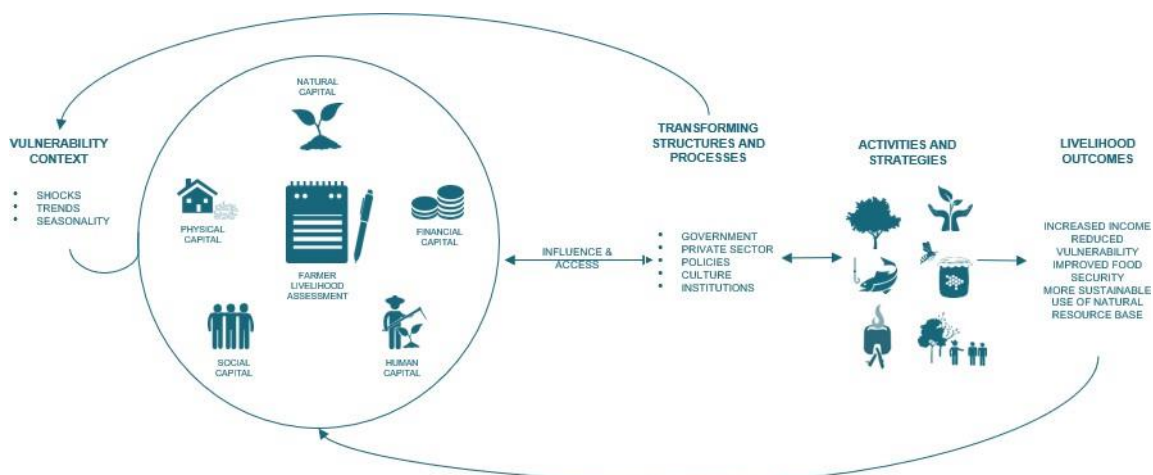 VULNERABILITY
CONTEXT
SHOCKS
TRENDS
SEASONALITY
NATURAL
CAPITAL
PHYSICAL
CAPITAL
FARMER
LIVELIHOOD
ASSESSMENT
FINANCIAL
CAPITAL
SOCIAL
CAPITAL
HUMAN
CAPITAL
INFLUENCE &
ACCESS
TRANSFORMING
STRUCTURES AND
PROCESSES
GOVERNMENT
PRIVATE SECTOR
POLICIES
CULTURE
INSTITUTIONS
ACTIVITIES AND
STRATEGIES
LIVELIHOOD
OUTCOMES
INCREASED INCOME
REDUCED
VULNERABILITY
IMPROVED FOOD
SECURITY
MORE SUSTAINABLE
USE OF NATURAL
RESOURCE BASE